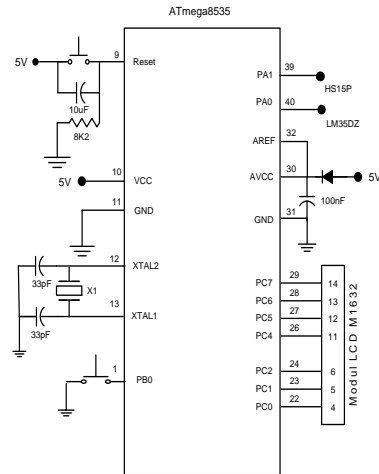 ATmega8535
9 Reset
5V
10uF
8K2
10 VCC
5V
11 GND
12 XTAL2
33pF
X1
13 XTAL1
33pF
1 PB0
39 PA1
HS15P
40 PA0
LM35DZ
32 AREF
30 AVCC
5V
100nF
31 GND
29 PC7 14
28 PC6 13
27 PC5 12
26 PC4 11
24 PC2 6
23 PC1 5
22 PC0 4
Modul LCD M1632